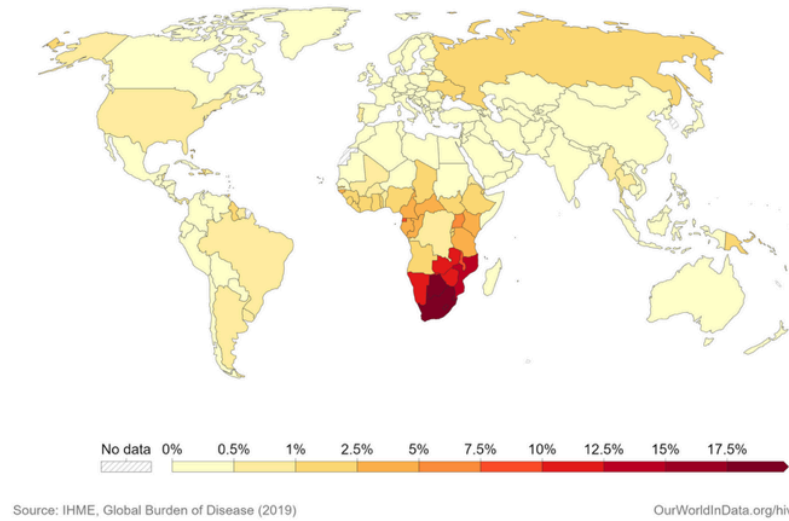 No data 0% 0.5% 1% 2.5% 5% 7.5% 10% 12.5% 15% 17.5%
Source: IHME, Global Burden of Disease (2019) OurWorldInData.org/hiv